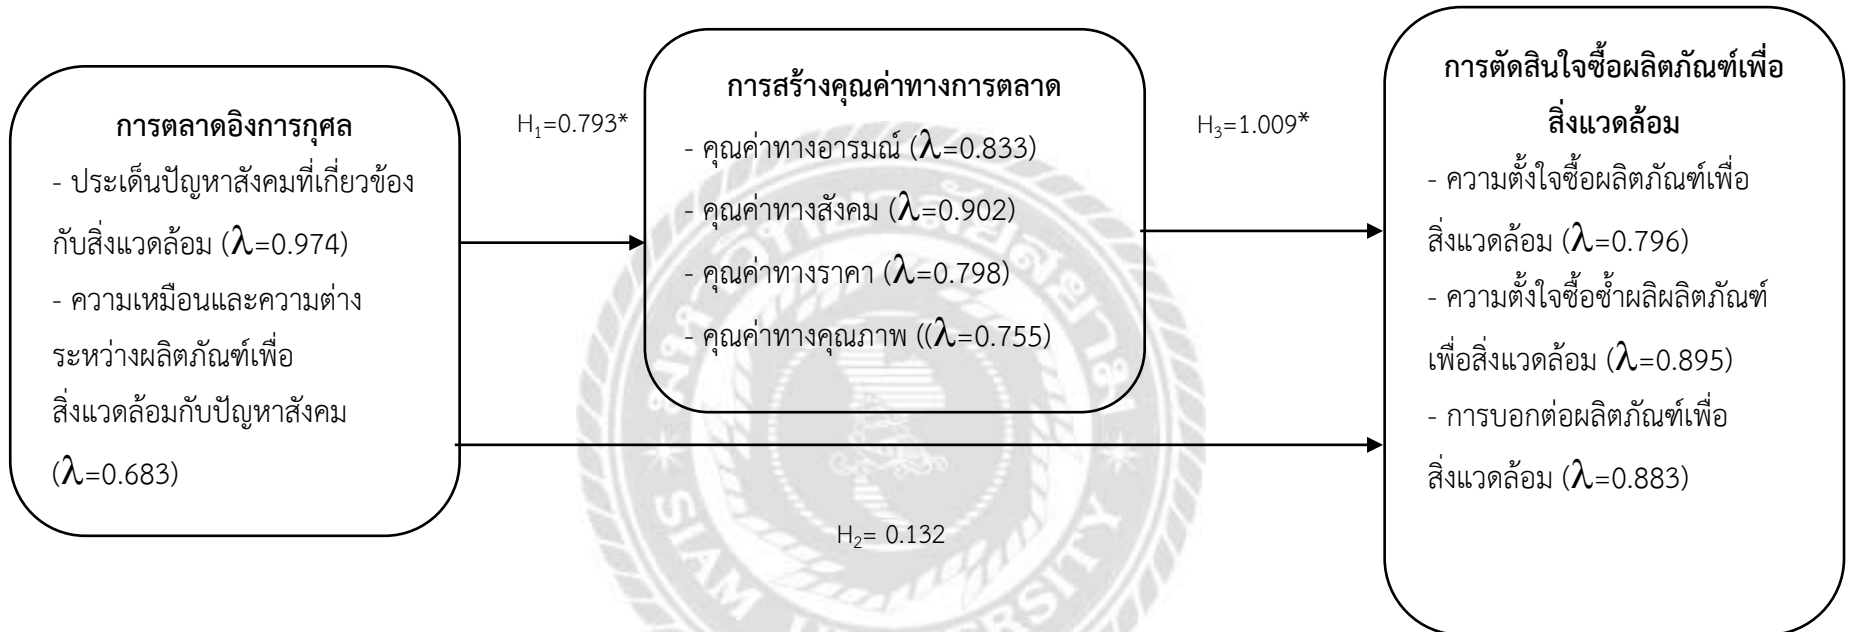 การตลาดอิงการกุศล
- ประเด็นปัญหาสังคมที่เกี่ยวข้อง
กับสิ่งแวดล้อม (λ=0.974)
- ความเหมือนและความต่าง
ระหว่างผลิตภัณฑ์เพื่อ
สิ่งแวดล้อมกับปัญหาสังคม
(λ=0.683)
H₁=0.793*
การสร้างคุณค่าทางการตลาด
- คุณค่าทางอารมณ์ (λ=0.833)
- คุณค่าทางสังคม (λ=0.902)
- คุณค่าทางราคา (λ=0.798)
- คุณค่าทางคุณภาพ ((λ=0.755)
H₃=1.009*
การตัดสินใจซื้อผลิตภัณฑ์เพื่อ
สิ่งแวดล้อม
- ความตั้งใจซื้อผลิตภัณฑ์เพื่อ
สิ่งแวดล้อม (λ=0.796)
- ความตั้งใจซื้อซ้ำผลิผลิตภัณฑ์
เพื่อสิ่งแวดล้อม (λ=0.895)
- การบอกต่อผลิตภัณฑ์เพื่อ
สิ่งแวดล้อม (λ=0.883)
H₂= 0.132
มหาวิทยาลัยสยาม
SIAM UNIVERSITY